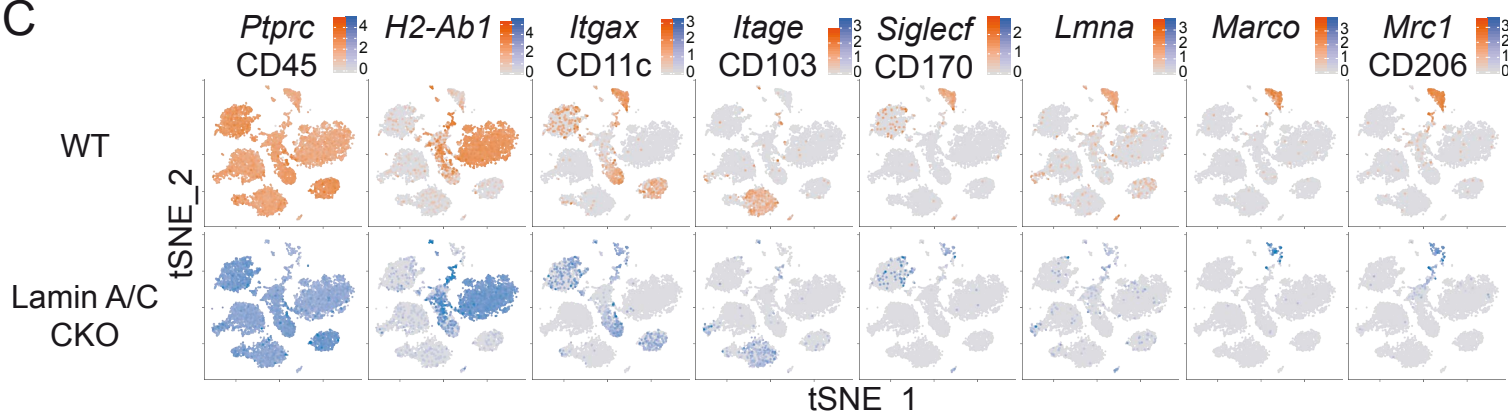 C
Ptprc H2-Ab1 Itgax Itage Siglecf Lmna Marco Mrc1
CD45 CD11c CD103 CD170 CD206
4 2 0
4 2 0
3 2 1 0
3 2 1 0
2 1 0
3 2 1 0
3 2 1 0
3 2 1 0
WT
Lamin A/C
CKO
tSNE_2
tSNE_1